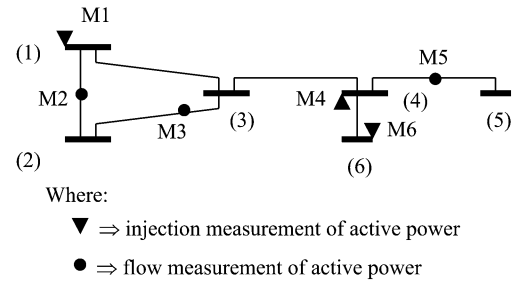 M1
(1)
M5
M2
M4
(4)
M3
(3)
M6
(5)
(2)
(6)
Where:
▼ ⇒ injection measurement of active power
● ⇒ flow measurement of active power